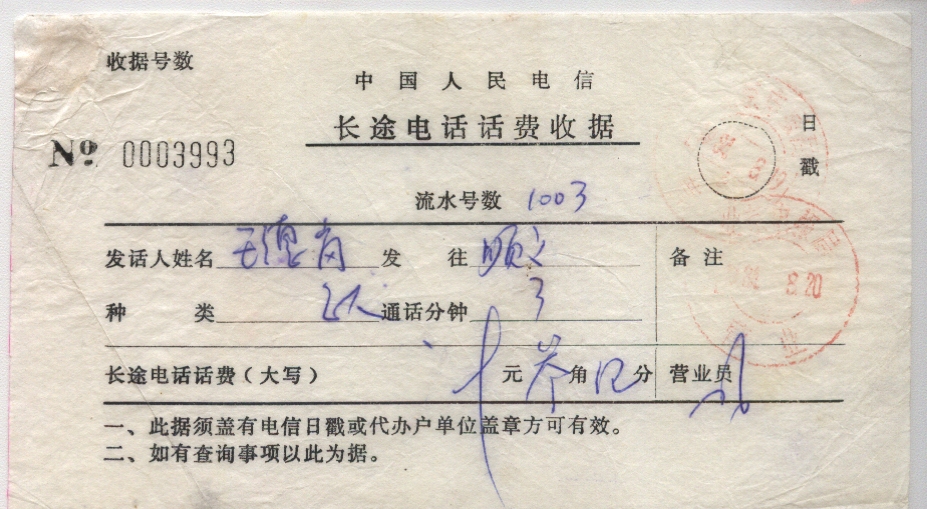 收据号数
中国人民电信
长途电话话费收据
日戳
№ 0003993
流水号数 1003
发话人姓名 发往 顺义 备注
种类 通话分钟 3
长途电话话费（大写） 元 角 分 营业员
一、此据须盖有电信日戳或代办户单位盖章方可有效。
二、如有查询事项以此为据。
8.20